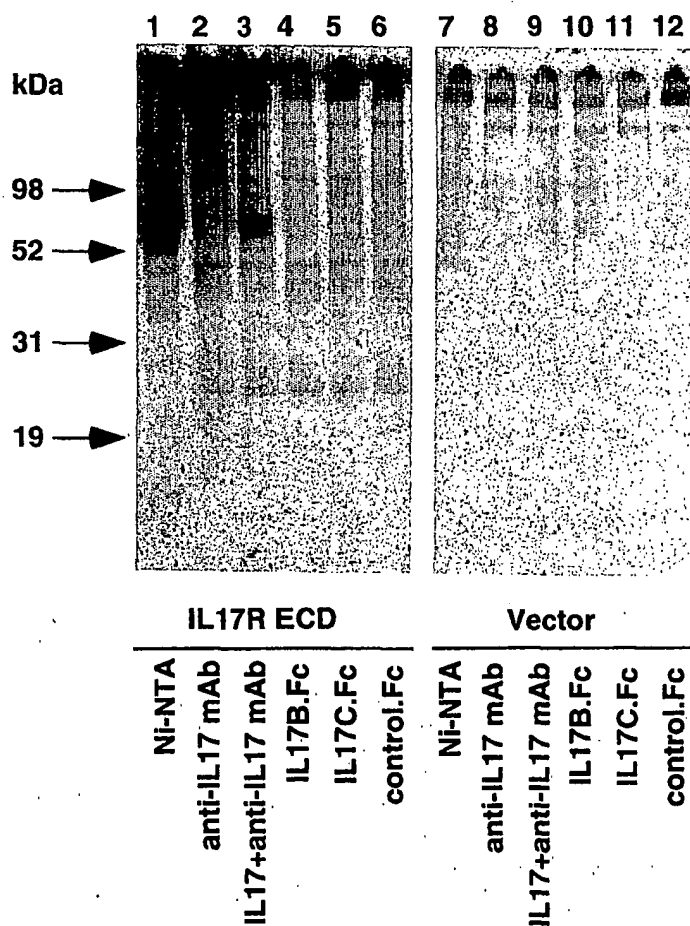 1 2 3 4 5 6 7 8 9 10 11 12
kDa
98
52
31
19
IL17R ECD Vector
Ni-NTA
anti-IL17 mAb
IL17+anti-IL17 mAb
IL17B.Fc
IL17C.Fc
control.Fc
Ni-NTA
anti-IL17 mAb
IL17+anti-IL17 mAb
IL17B.Fc
IL17C.Fc
control.Fc